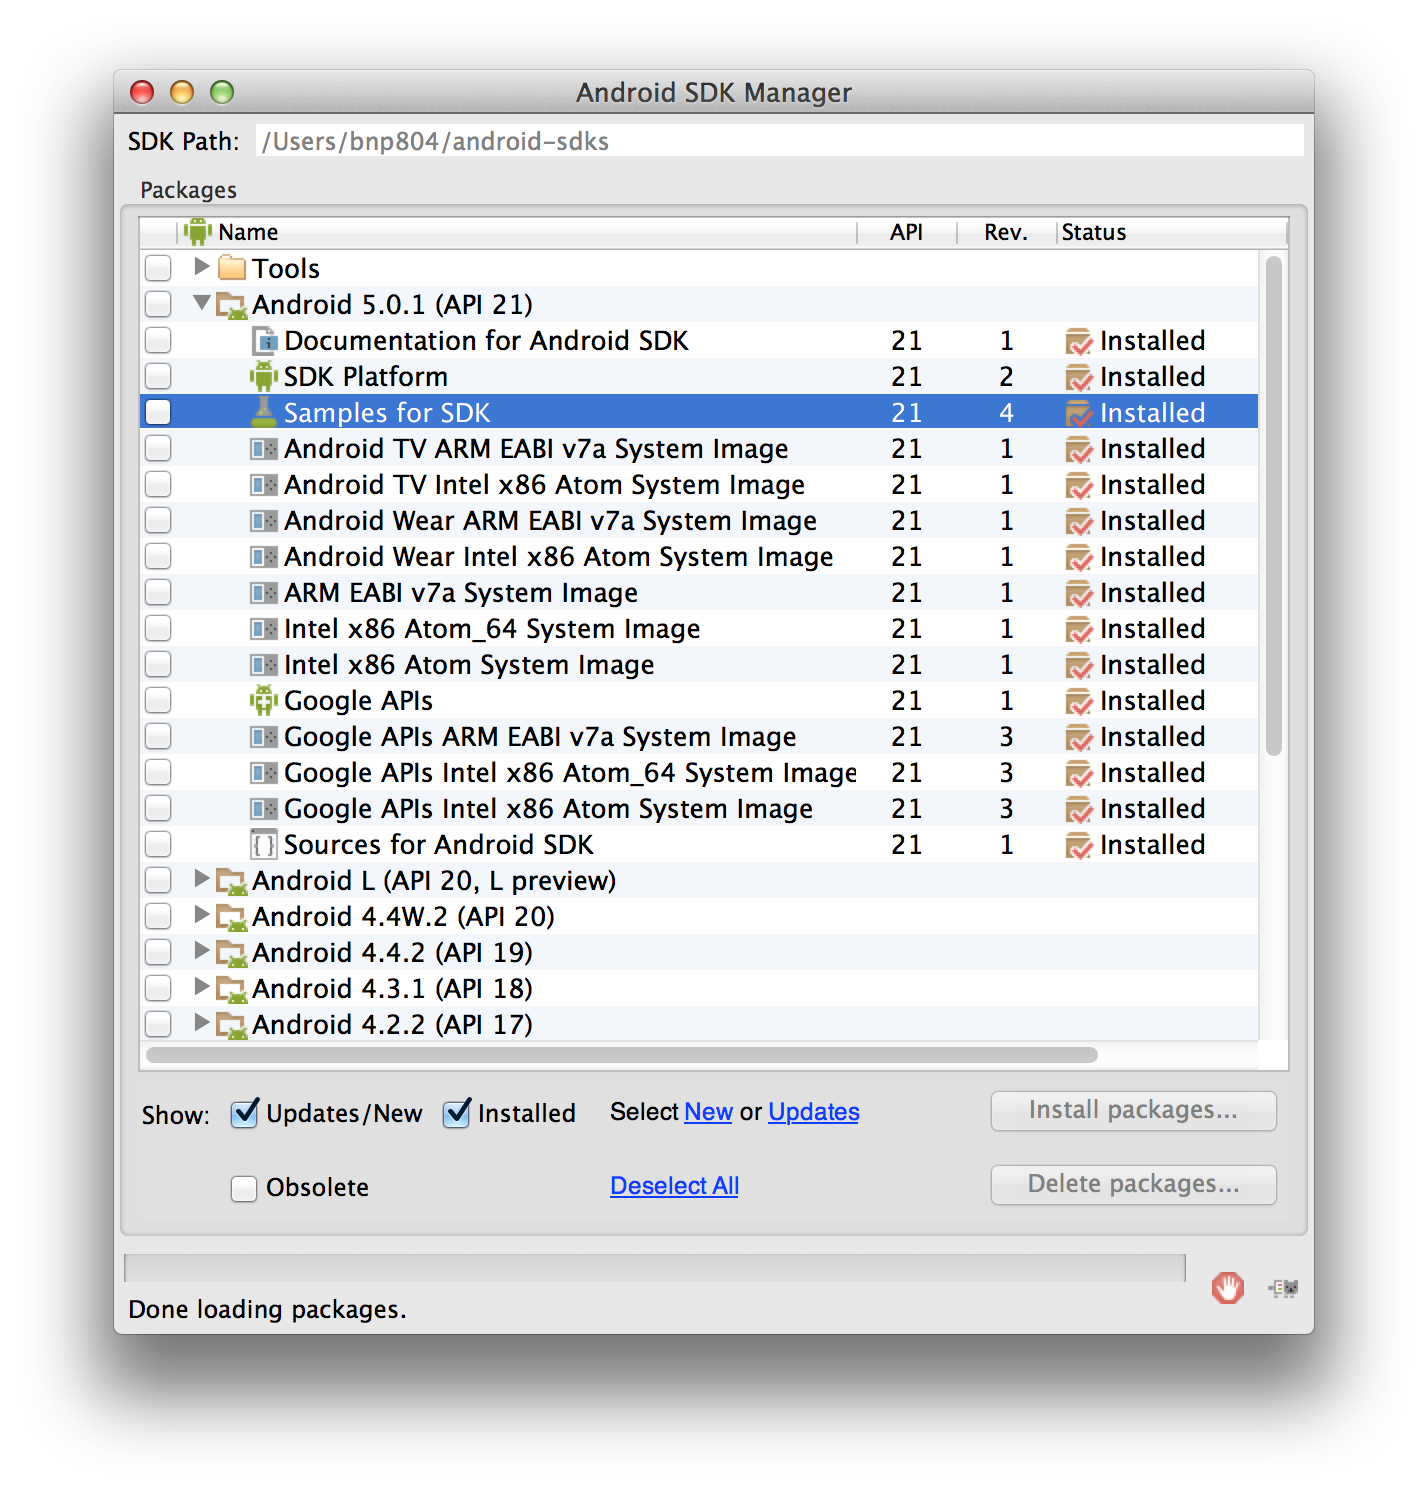 Android SDK Manager
SDK Path: /Users/bnp804/android-sdks
Packages
Name API Rev. Status
Tools
Android 5.0.1 (API 21)
Documentation for Android SDK 21 1 Installed
SDK Platform 21 2 Installed
Samples for SDK 21 4 Installed
Android TV ARM EABI v7a System Image 21 1 Installed
Android TV Intel x86 Atom System Image 21 1 Installed
Android Wear ARM EABI v7a System Image 21 1 Installed
Android Wear Intel x86 Atom System Image 21 1 Installed
ARM EABI v7a System Image 21 1 Installed
Intel x86 Atom_64 System Image 21 1 Installed
Intel x86 Atom System Image 21 1 Installed
Google APIs 21 1 Installed
Google APIs ARM EABI v7a System Image 21 3 Installed
Google APIs Intel x86 Atom_64 System Image 21 3 Installed
Google APIs Intel x86 Atom System Image 21 3 Installed
Sources for Android SDK 21 1 Installed
Android L (API 20, L preview)
Android 4.4W.2 (API 20)
Android 4.4.2 (API 19)
Android 4.3.1 (API 18)
Android 4.2.2 (API 17)
Show: Updates/New Installed Select New or Updates Install packages...
Obsolete Deselect All Delete packages...
Done loading packages.